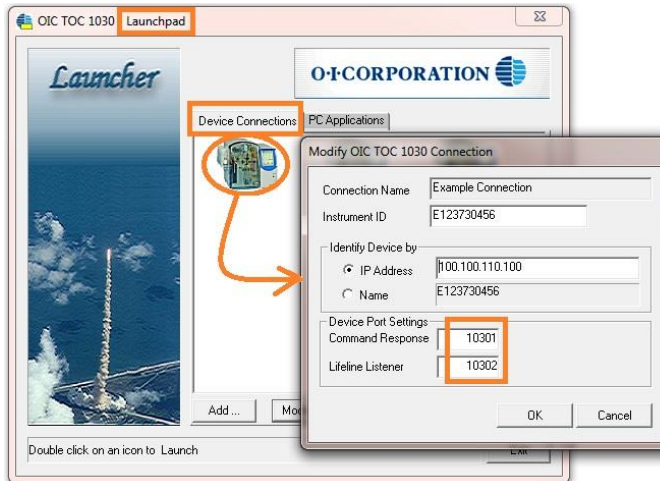 OIC TOC 1030 Launchpad
Launcher
O·I·CORPORATION
Device Connections
PC Applications
Add ...
Double click on an icon to Launch
Modify OIC TOC 1030 Connection
Connection Name Example Connection
Instrument ID E123730456
Identify Device by
IP Address 100.100.110.100
Name E123730456
Device Port Settings
Command Response 10301
Lifeline Listener 10302
OK Cancel